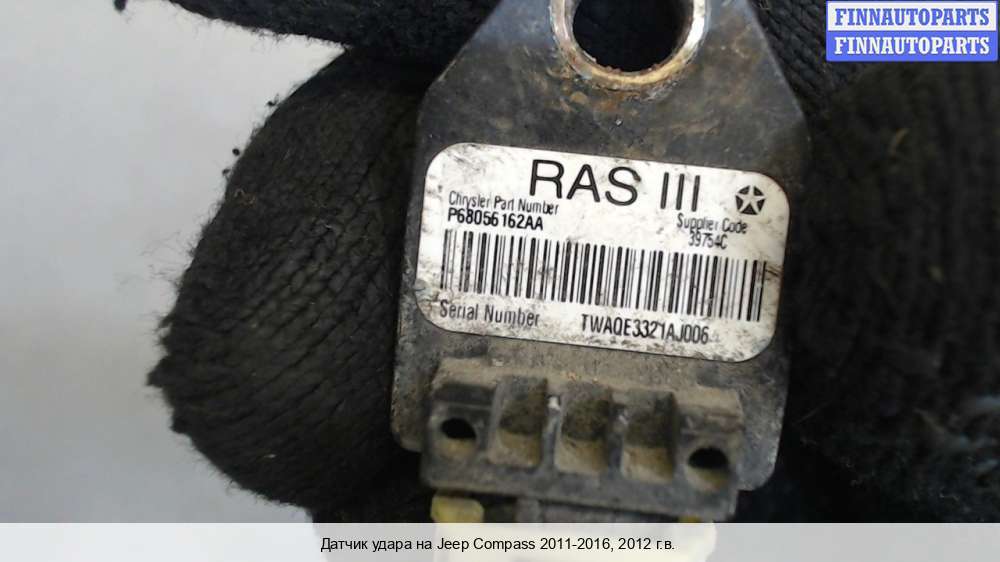 FINNAUTOPARTS
FINNAUTOPARTS
RAS III
Chrysler Part Number
P68056162AA
Supplier Code
39754C
Serial Number TWAQE3321AJ006
Датчик удара на Jeep Compass 2011-2016, 2012 г.в.